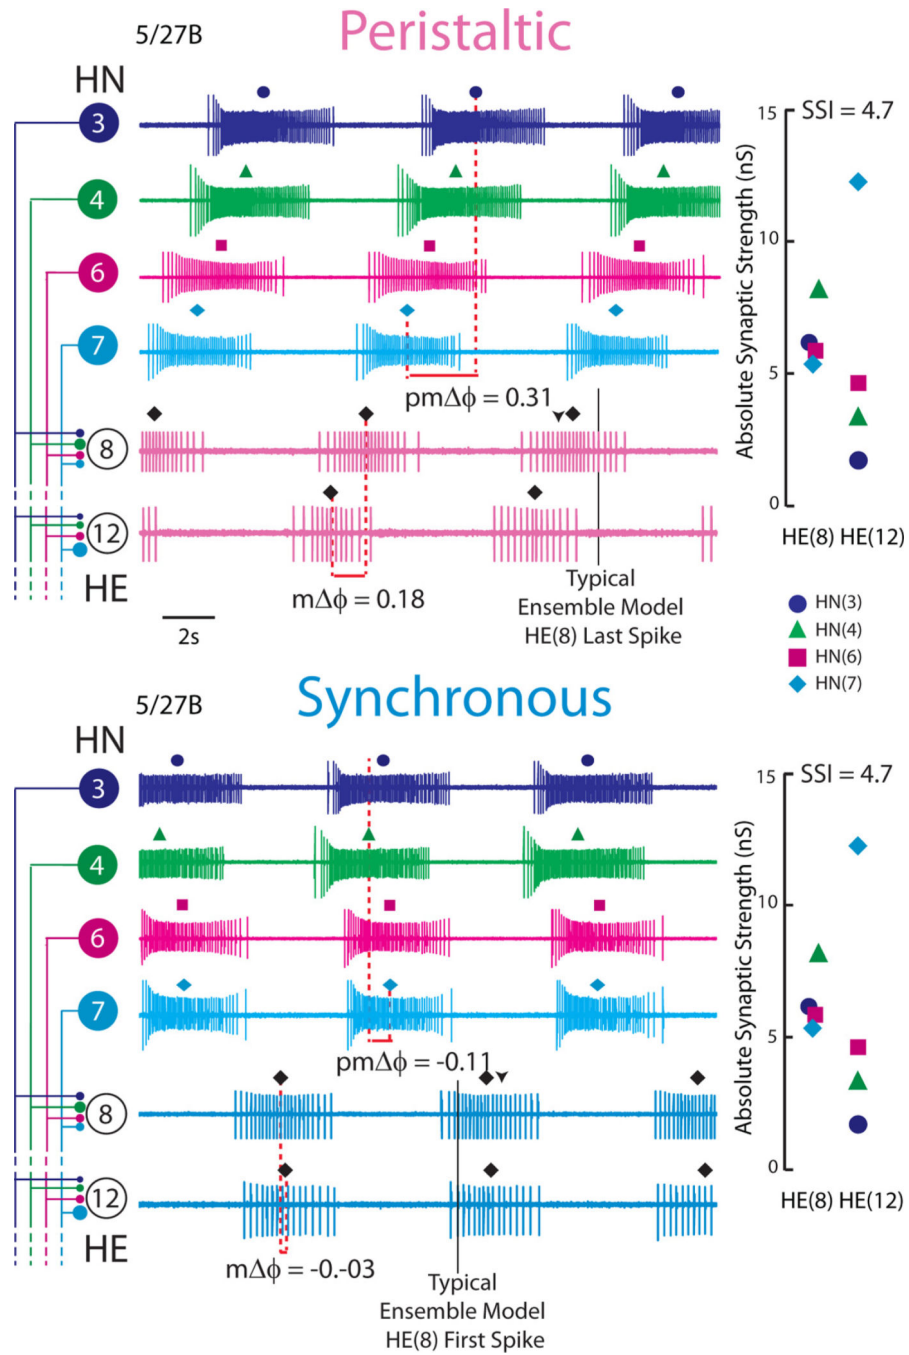 Peristaltic
5/27B
HN
3
4
6
7
8
12
HE
pmΔϕ = 0.31
mΔϕ = 0.18
2s
Typical
Ensemble Model
HE(8) Last Spike
SSI = 4.7
Absolute Synaptic Strength (nS)
15
10
5
0
HE(8) HE(12)
HN(3)
HN(4)
HN(6)
HN(7)
Synchronous
5/27B
HN
3
4
6
7
8
12
HE
pmΔϕ = -0.11
mΔϕ = -0.-03
Typical
Ensemble Model
HE(8) First Spike
SSI = 4.7
Absolute Synaptic Strength (nS)
15
10
5
0
HE(8) HE(12)